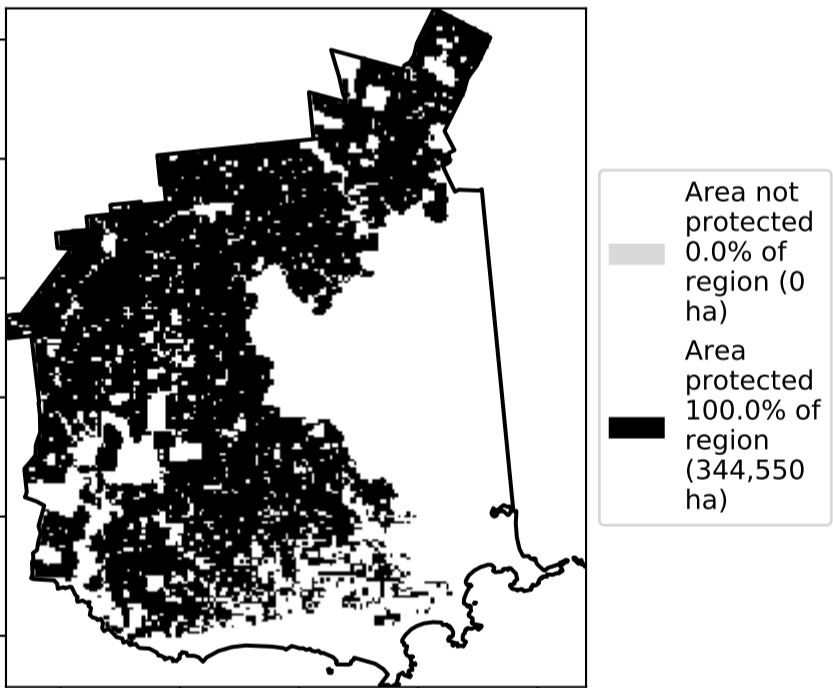 Area not
protected
0.0% of
region (0
ha)
Area
protected
100.0% of
region
(344,550
ha)